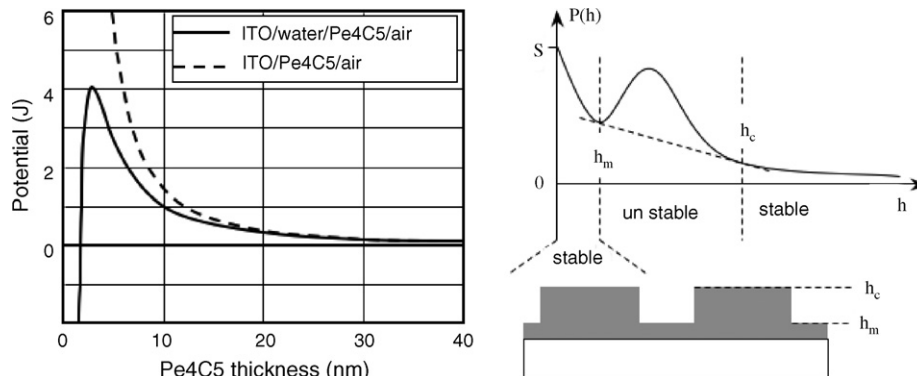 6
4
2
0
Potential (J)
ITO/water/Pe4C5/air
ITO/Pe4C5/air
0 10 20 30 40
Pe4C5 thickness (nm)
P(h)
S
0
h_m
h_c
h
un stable
stable
stable
h_c
h_m